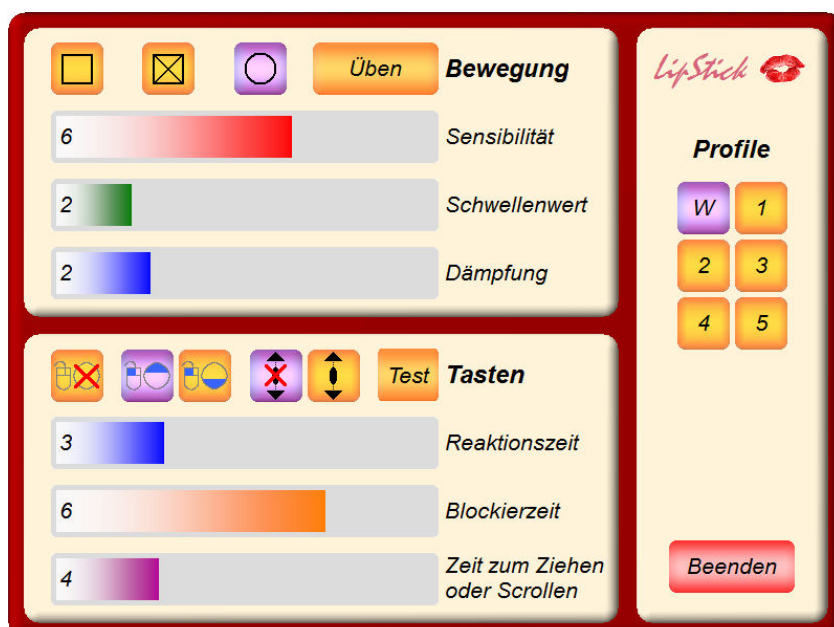 Üben
Bewegung
6
Sensibilität
2
Schwellenwert
2
Dämpfung
Test
Tasten
3
Reaktionszeit
6
Blockierzeit
4
Zeit zum Ziehen
oder Scrollen
LipStick
Profile
W 1
2 3
4 5
Beenden